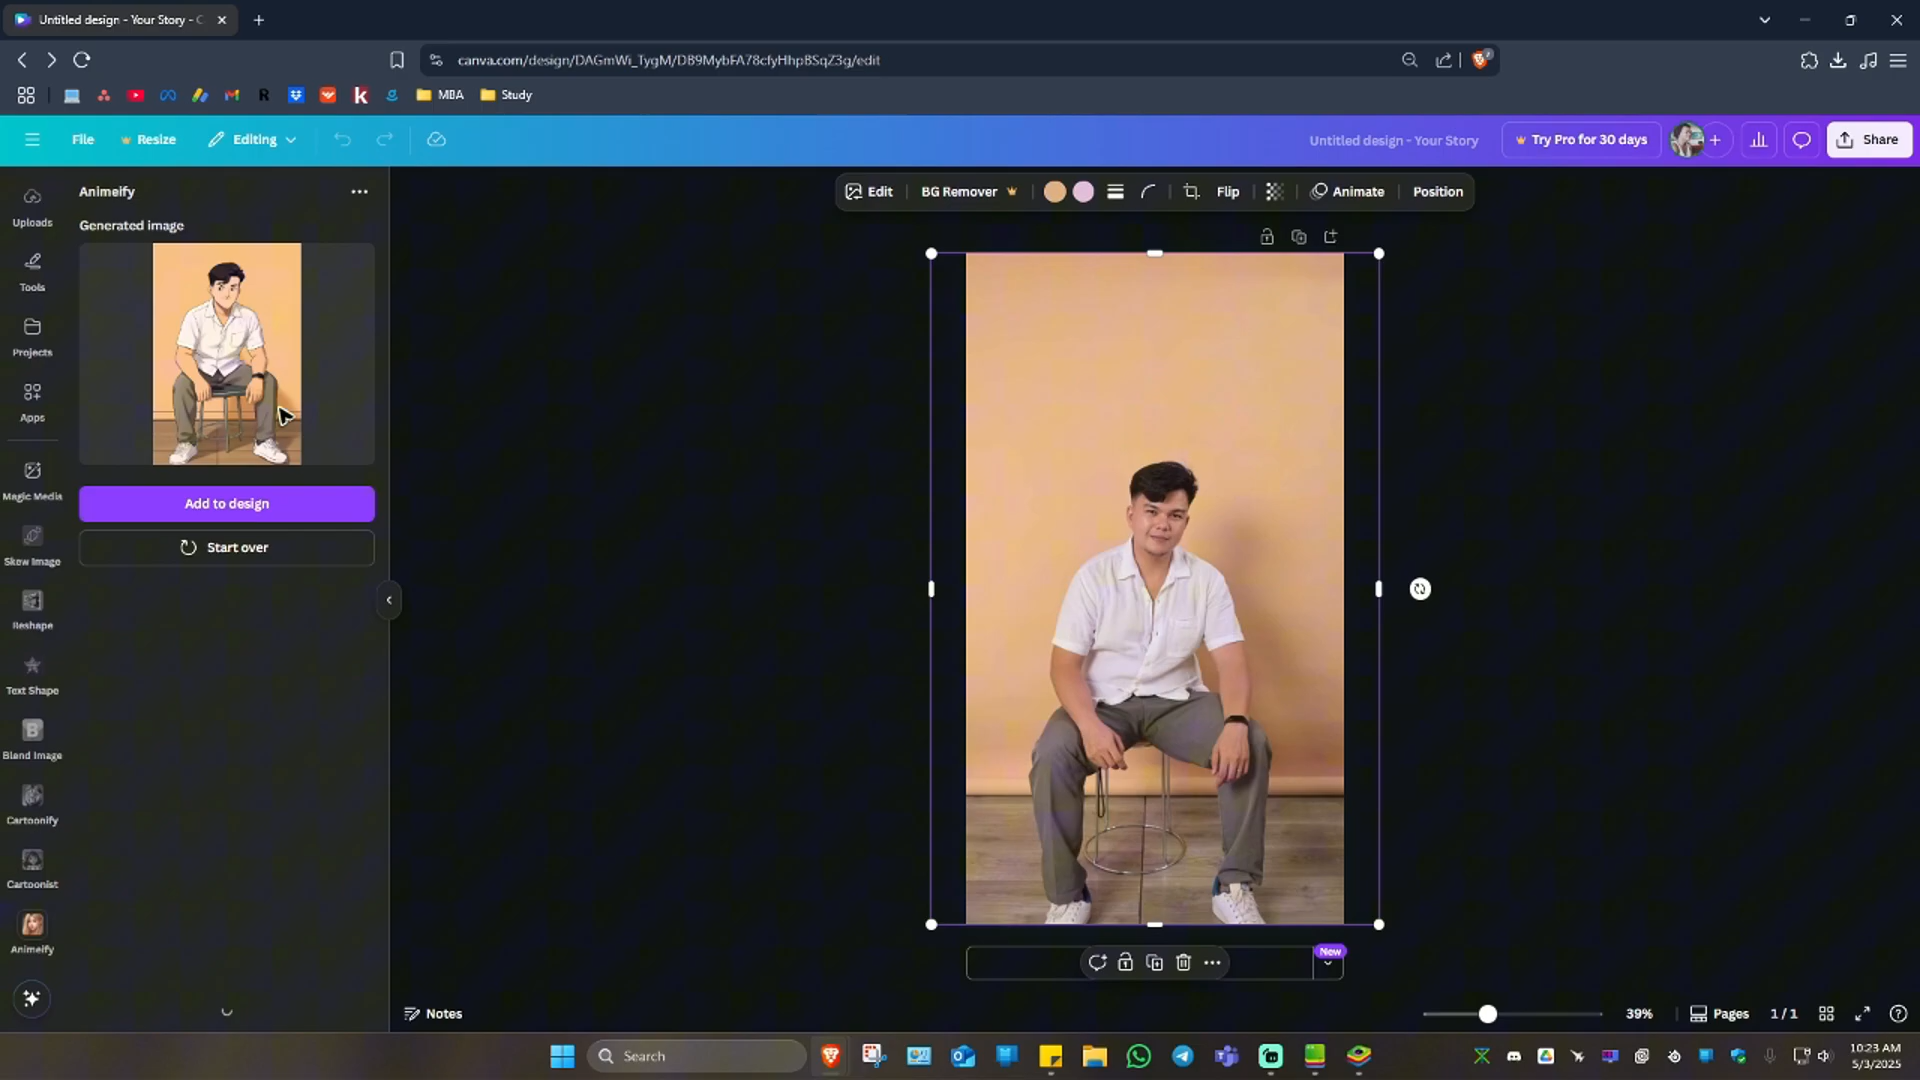 Untitled design - Your Story - C
canva.com/design/DAGmWi_TygM/DB9MybFA78cfyHhpBSqZ3g/edit
MBA
Study
File
Resize
Editing
Untitled design - Your Story
Try Pro for 30 days
Share
Animeify
Generated image
Add to design
Start over
Uploads
Tools
Projects
Apps
Magic Media
Skew Image
Reshape
Text Shape
Blend Image
Cartoonify
Cartoonist
Animeify
Edit
BG Remover
Flip
Animate
Position
New
Notes
39%
Pages
1 / 1
Search
10:23 AM
5/3/2025